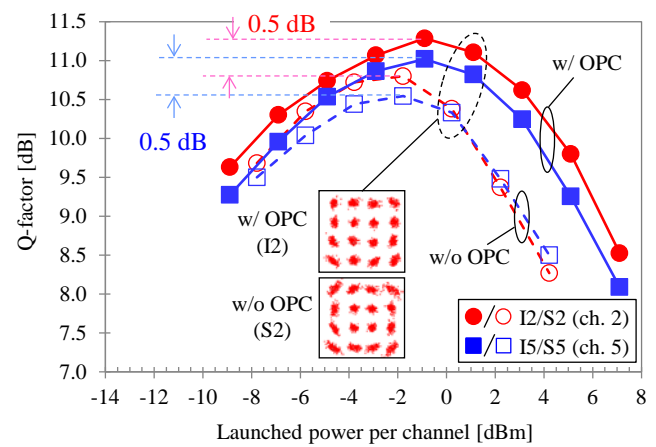 0.5 dB
0.5 dB
Q-factor [dB]
11.5
11.0
10.5
10.0
9.5
9.0
8.5
8.0
7.5
7.0
w/ OPC
w/o OPC
w/ OPC
(I2)
w/o OPC
(S2)
I2/S2 (ch. 2)
I5/S5 (ch. 5)
-14 -12 -10 -8 -6 -4 -2 0 2 4 6 8
Launched power per channel [dBm]